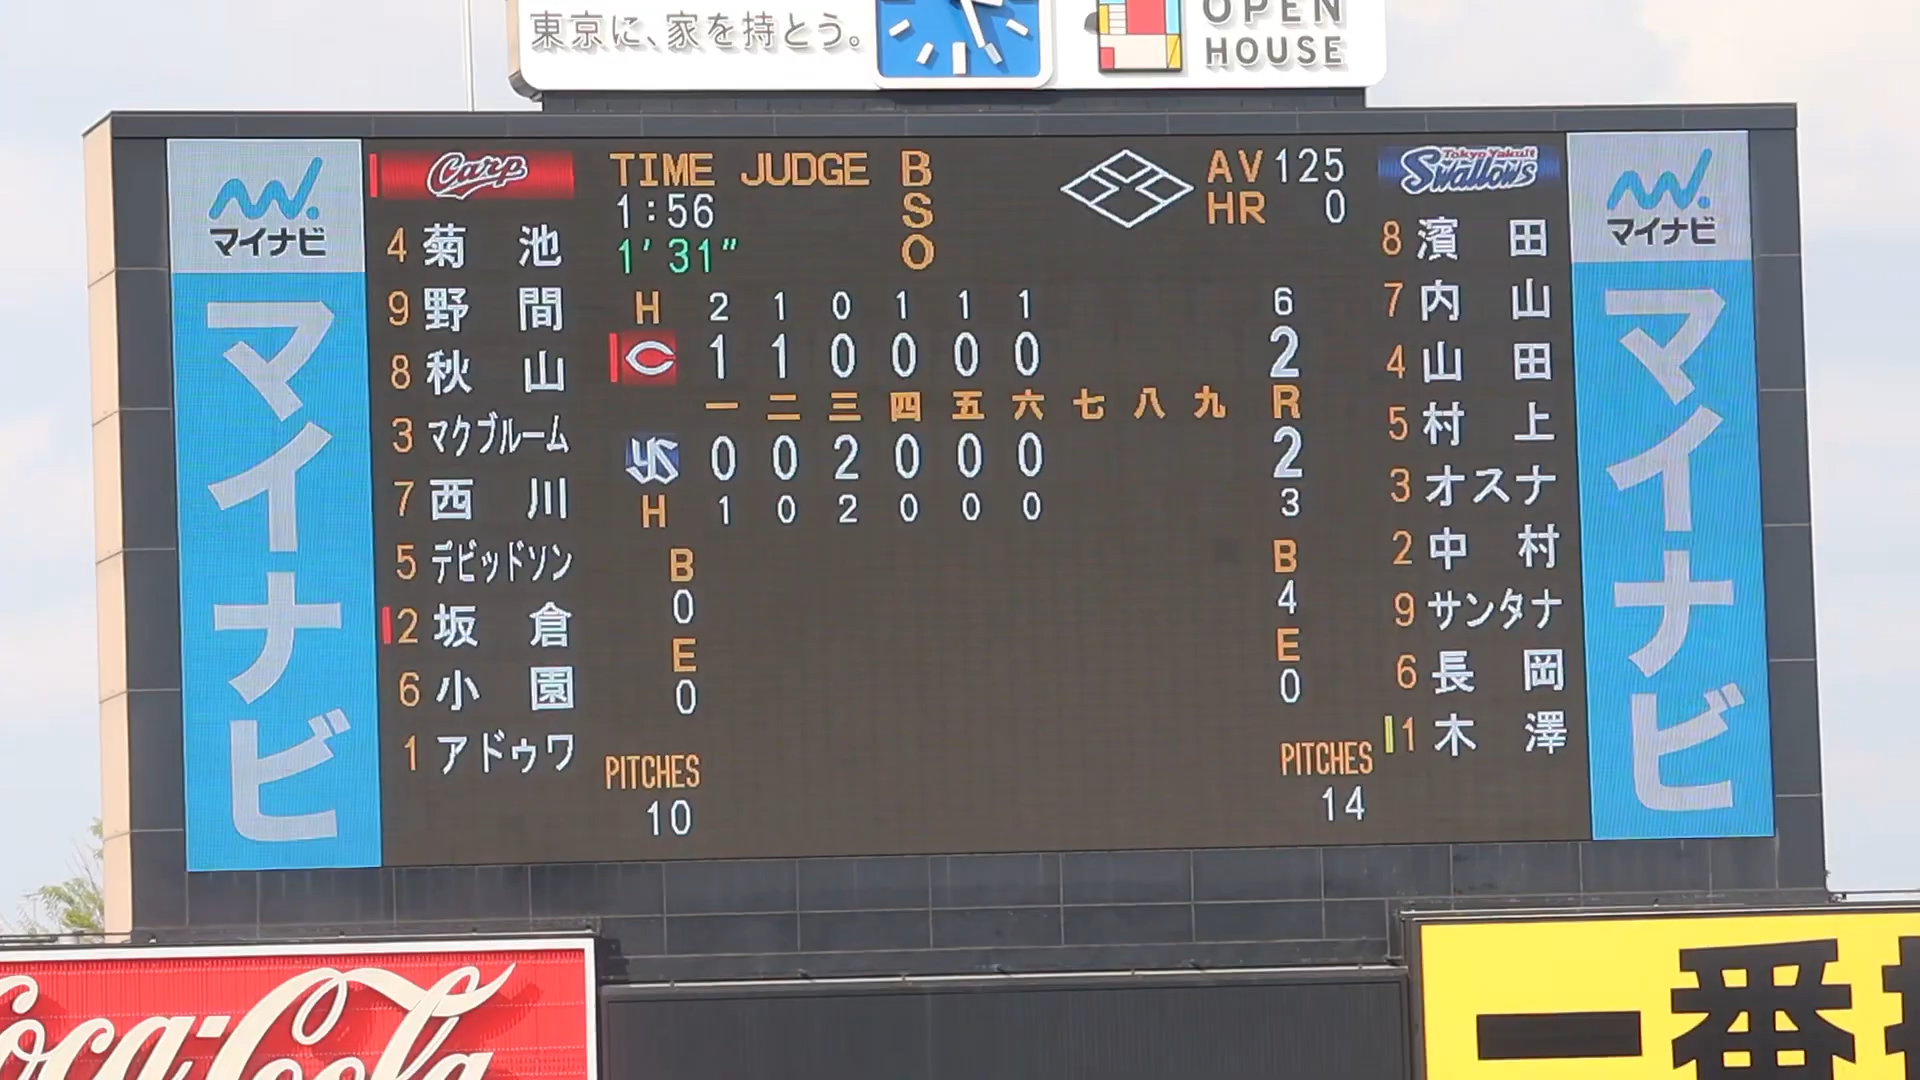 東京に、家を持とう。
OPEN
HOUSE
マイナビ
マイナビ
Carp
4 菊池
9 野間
8 秋山
3 マクブルーム
7 西川
5 デビッドソン
2 坂倉
6 小園
1 アドゥワ
TIME JUDGE B
1:56 S
1'31" O
AV 125
HR 0
H 2 1 0 1 1 1 6
C 1 1 0 0 0 0 2
一 二 三 四 五 六 七 八 九 R
YS 0 0 2 0 0 0 2
H 1 0 2 0 0 0 3
B
0
E
0
PITCHES
10
B
4
E
0
PITCHES
14
Tokyo Yakult
Swallows
8 濱田
7 内山
4 山田
5 村上
3 オスナ
2 中村
9 サンタナ
6 長岡
1 木澤
マイナビ
マイナビ
Coca-Cola
一番